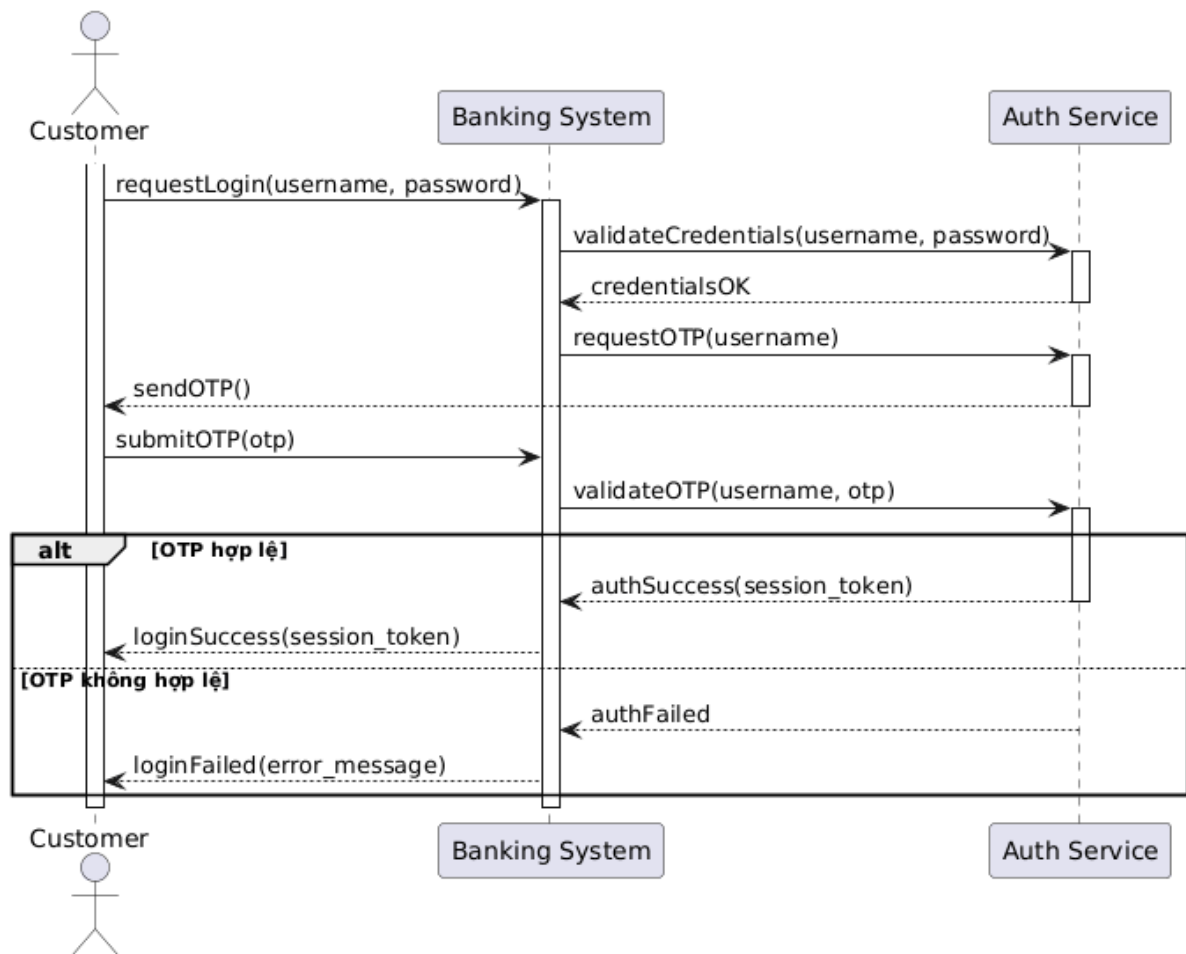 Customer
Banking System
Auth Service
requestLogin(username, password)
validateCredentials(username, password)
credentialsOK
requestOTP(username)
sendOTP()
submitOTP(otp)
validateOTP(username, otp)
alt
[OTP hợp lệ]
authSuccess(session_token)
loginSuccess(session_token)
[OTP không hợp lệ]
authFailed
loginFailed(error_message)
Customer
Banking System
Auth Service